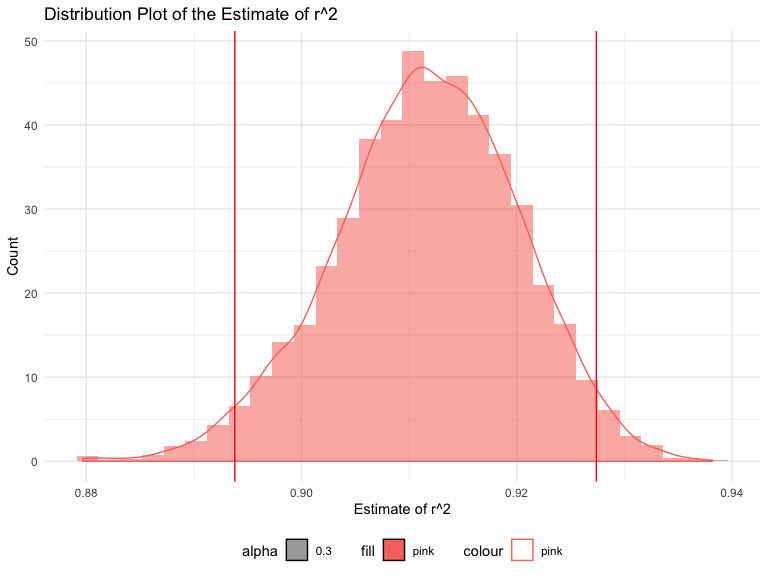 Distribution Plot of the Estimate of r^2
50
40
30
20
10
0
Count
0.88 0.90 0.92 0.94
Estimate of r^2
alpha 0.3 fill pink colour pink